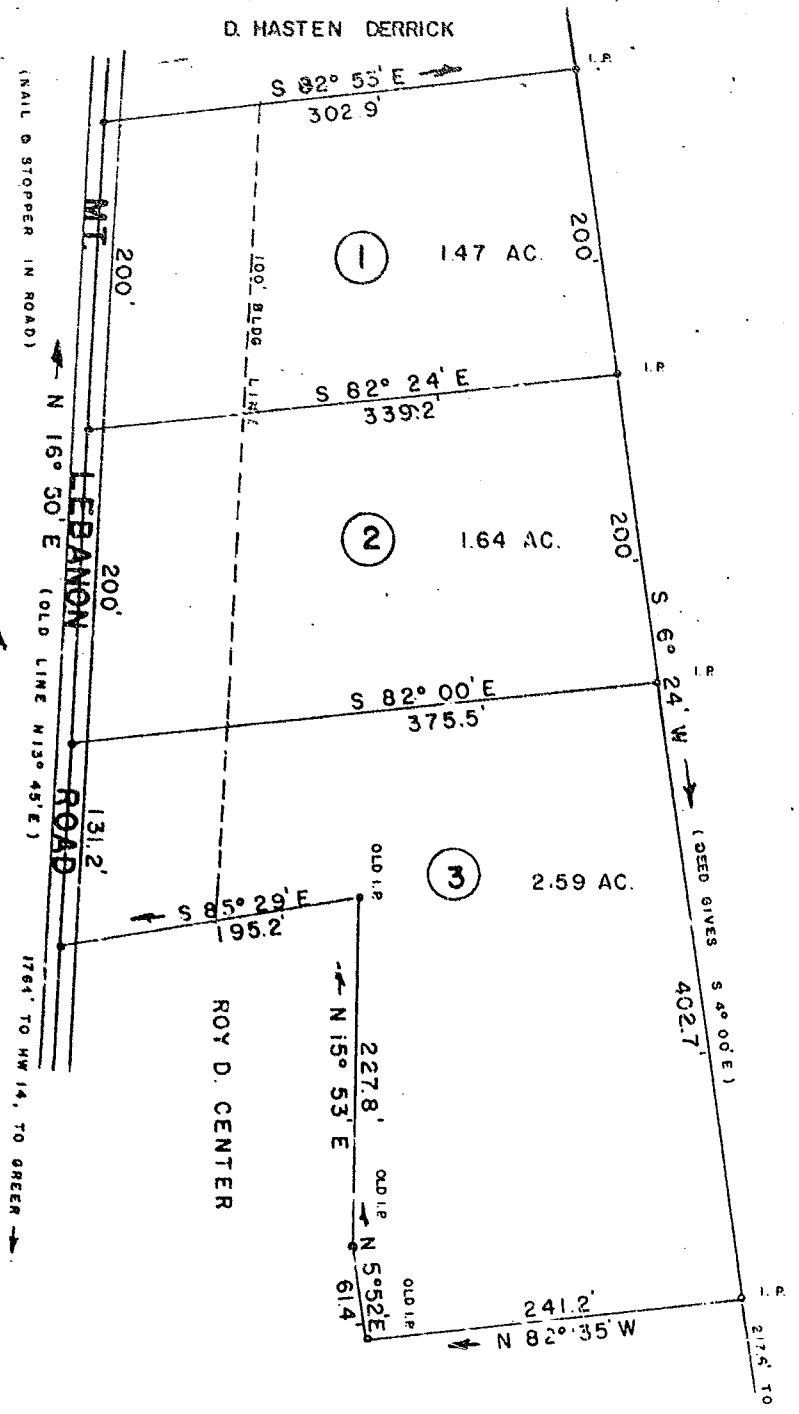 D. HASTEN DERRICK
S 82° 53' E
302.9'
I.P.
(NAIL & STOPPER IN ROAD)
MT. LEBANON ROAD
200'
100' BLDG LINE
1
1.47 AC.
200'
S 82° 24' E
339.2'
I.P.
N 16° 50' E (OLD LINE N 13° 45' E)
200'
2
1.64 AC.
200'
S 6° 24' W
(DEED GIVES S 4° 00' E)
I.P.
S 82° 00' E
375.5'
131.2'
3
2.59 AC.
402.7'
OLD I.P.
S 85° 29' E
195.2'
ROY D. CENTER
227.8'
N 15° 53' E
OLD I.P.
N 5° 52' E
61.4'
OLD I.P.
241.2'
N 82° 35' W
I.P.
217.5' TO
1764' TO HW 14, TO GREER